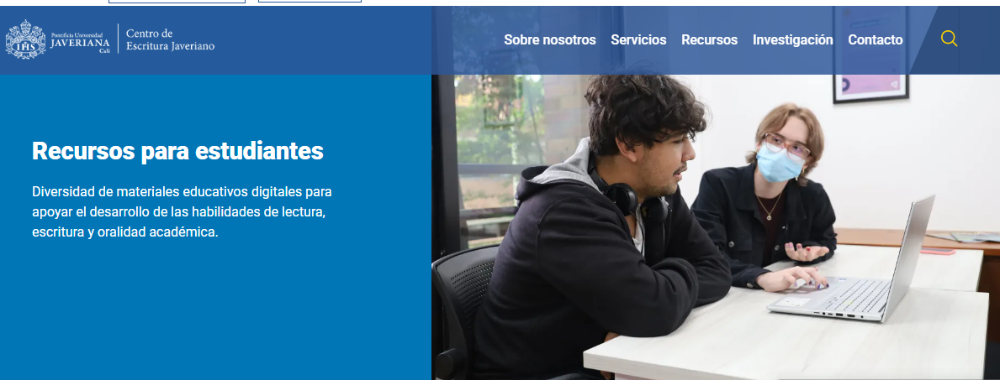 Pontificia Universidad
JAVERIANA
Cali
Centro de
Escritura Javeriano
IHS
Sobre nosotros Servicios Recursos Investigación Contacto
Recursos para estudiantes
Diversidad de materiales educativos digitales para
apoyar el desarrollo de las habilidades de lectura,
escritura y oralidad académica.